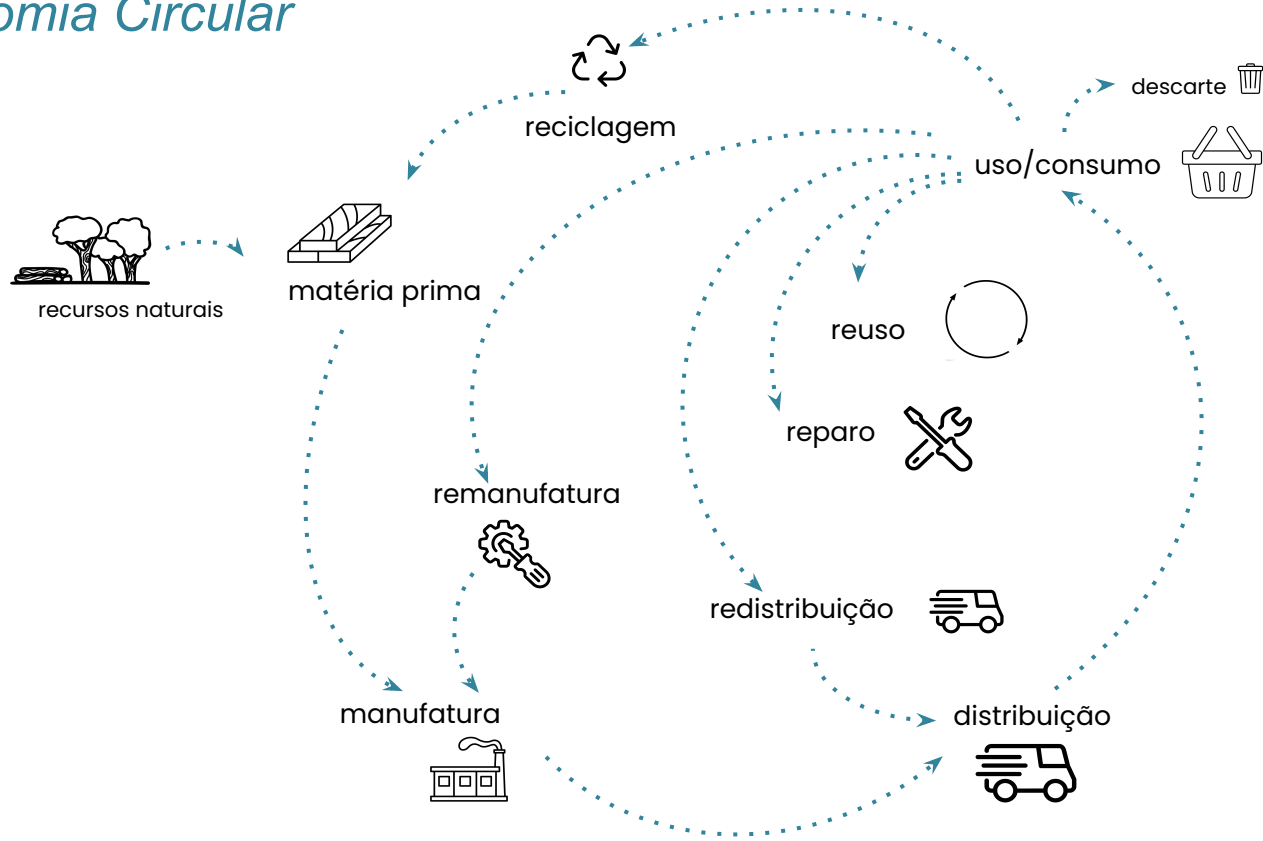 omia Circular
reciclagem
descarte
uso/consumo
matéria prima
recursos naturais
reuso
reparo
remanufatura
redistribuição
manufatura
distribuição